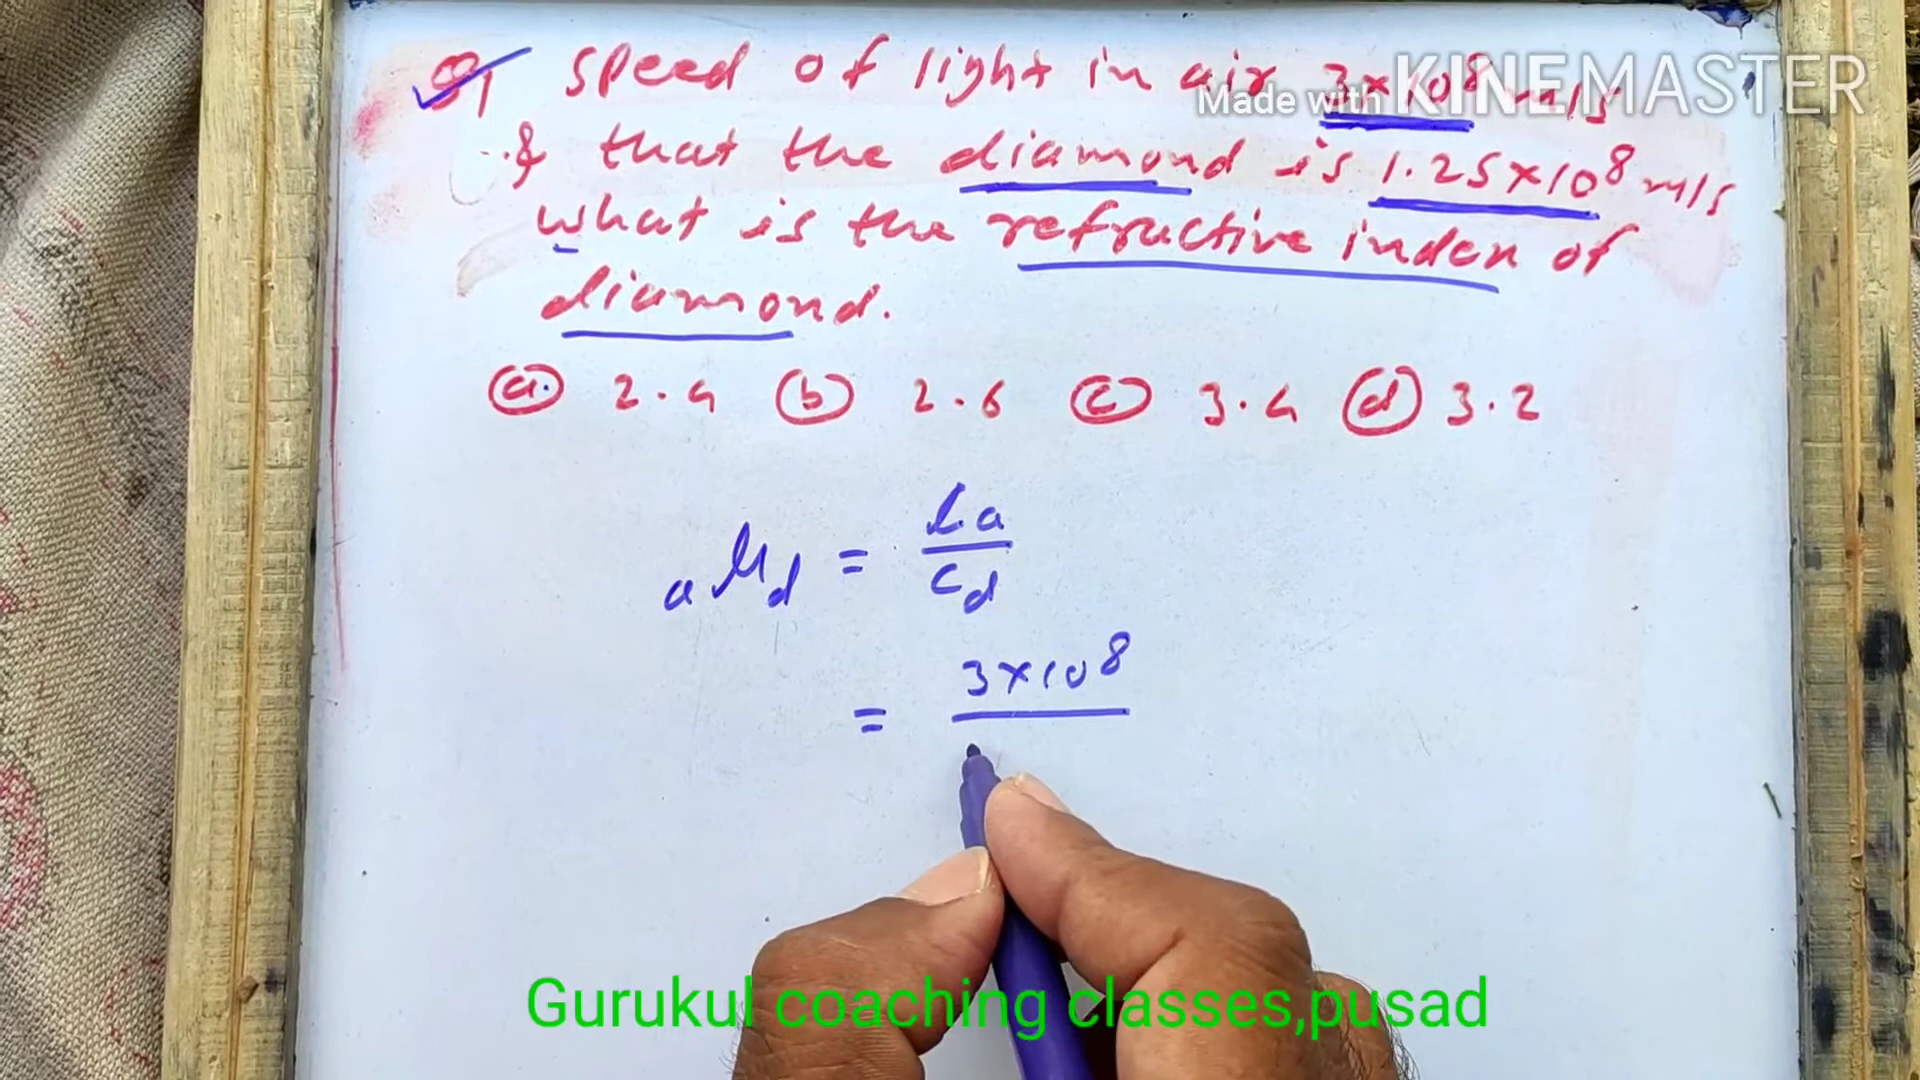 Q1 speed of light in air 3×10⁸ m/s
Made with KINEMASTER
& that the diamond is 1.25×10⁸ m/s
what is the refractive index of
diamond.
(a) 2.4 (b) 2.6 (c) 3.4 (d) 3.2
aμd = Ca/Cd
= 3×10⁸
Gurukul coaching classes,pusad